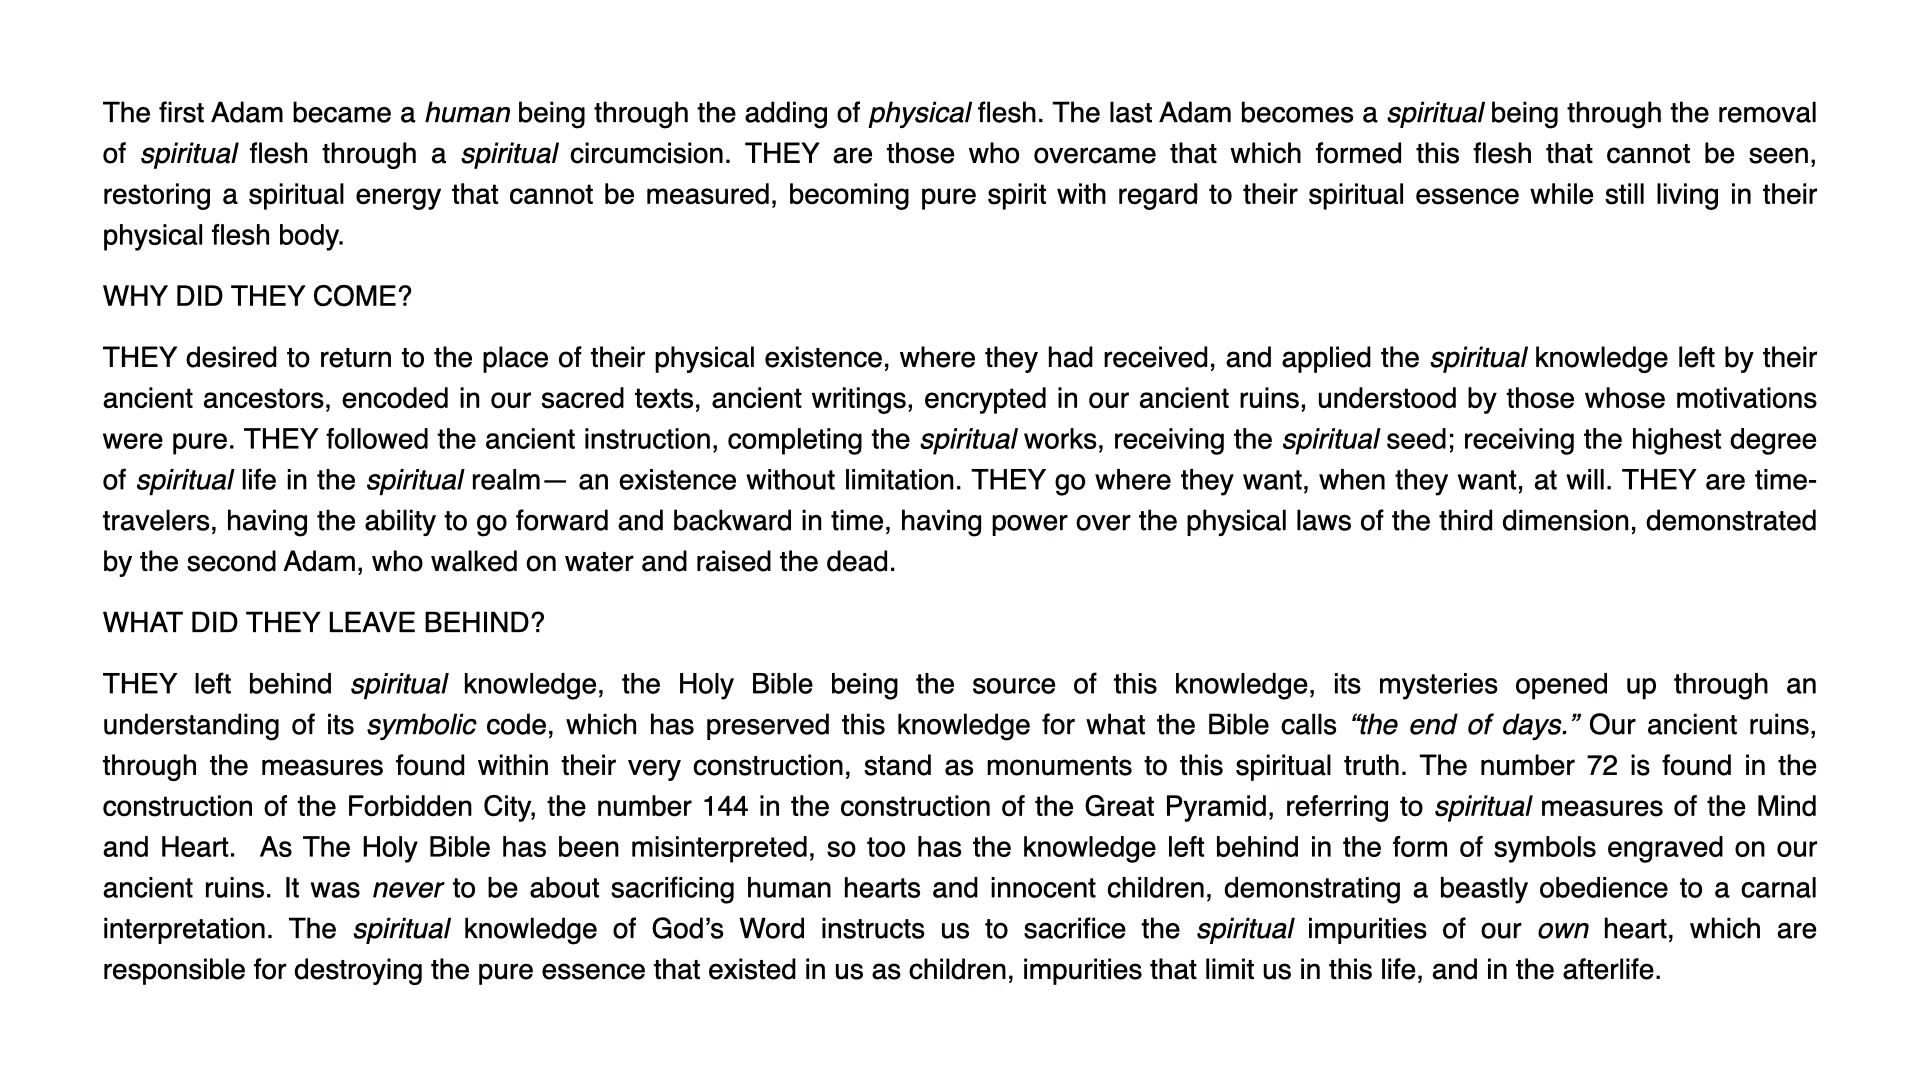 The first Adam became a human being through the adding of physical flesh. The last Adam becomes a spiritual being through the removal
of spiritual flesh through a spiritual circumcision. THEY are those who overcame that which formed this flesh that cannot be seen,
restoring a spiritual energy that cannot be measured, becoming pure spirit with regard to their spiritual essence while still living in their
physical flesh body.
WHY DID THEY COME?
THEY desired to return to the place of their physical existence, where they had received, and applied the spiritual knowledge left by their
ancient ancestors, encoded in our sacred texts, ancient writings, encrypted in our ancient ruins, understood by those whose motivations
were pure. THEY followed the ancient instruction, completing the spiritual works, receiving the spiritual seed; receiving the highest degree
of spiritual life in the spiritual realm— an existence without limitation. THEY go where they want, when they want, at will. THEY are time-
travelers, having the ability to go forward and backward in time, having power over the physical laws of the third dimension, demonstrated
by the second Adam, who walked on water and raised the dead.
WHAT DID THEY LEAVE BEHIND?
THEY left behind spiritual knowledge, the Holy Bible being the source of this knowledge, its mysteries opened up through an
understanding of its symbolic code, which has preserved this knowledge for what the Bible calls “the end of days.” Our ancient ruins,
through the measures found within their very construction, stand as monuments to this spiritual truth. The number 72 is found in the
construction of the Forbidden City, the number 144 in the construction of the Great Pyramid, referring to spiritual measures of the Mind
and Heart.  As The Holy Bible has been misinterpreted, so too has the knowledge left behind in the form of symbols engraved on our
ancient ruins. It was never to be about sacrificing human hearts and innocent children, demonstrating a beastly obedience to a carnal
interpretation. The spiritual knowledge of God’s Word instructs us to sacrifice the spiritual impurities of our own heart, which are
responsible for destroying the pure essence that existed in us as children, impurities that limit us in this life, and in the afterlife.